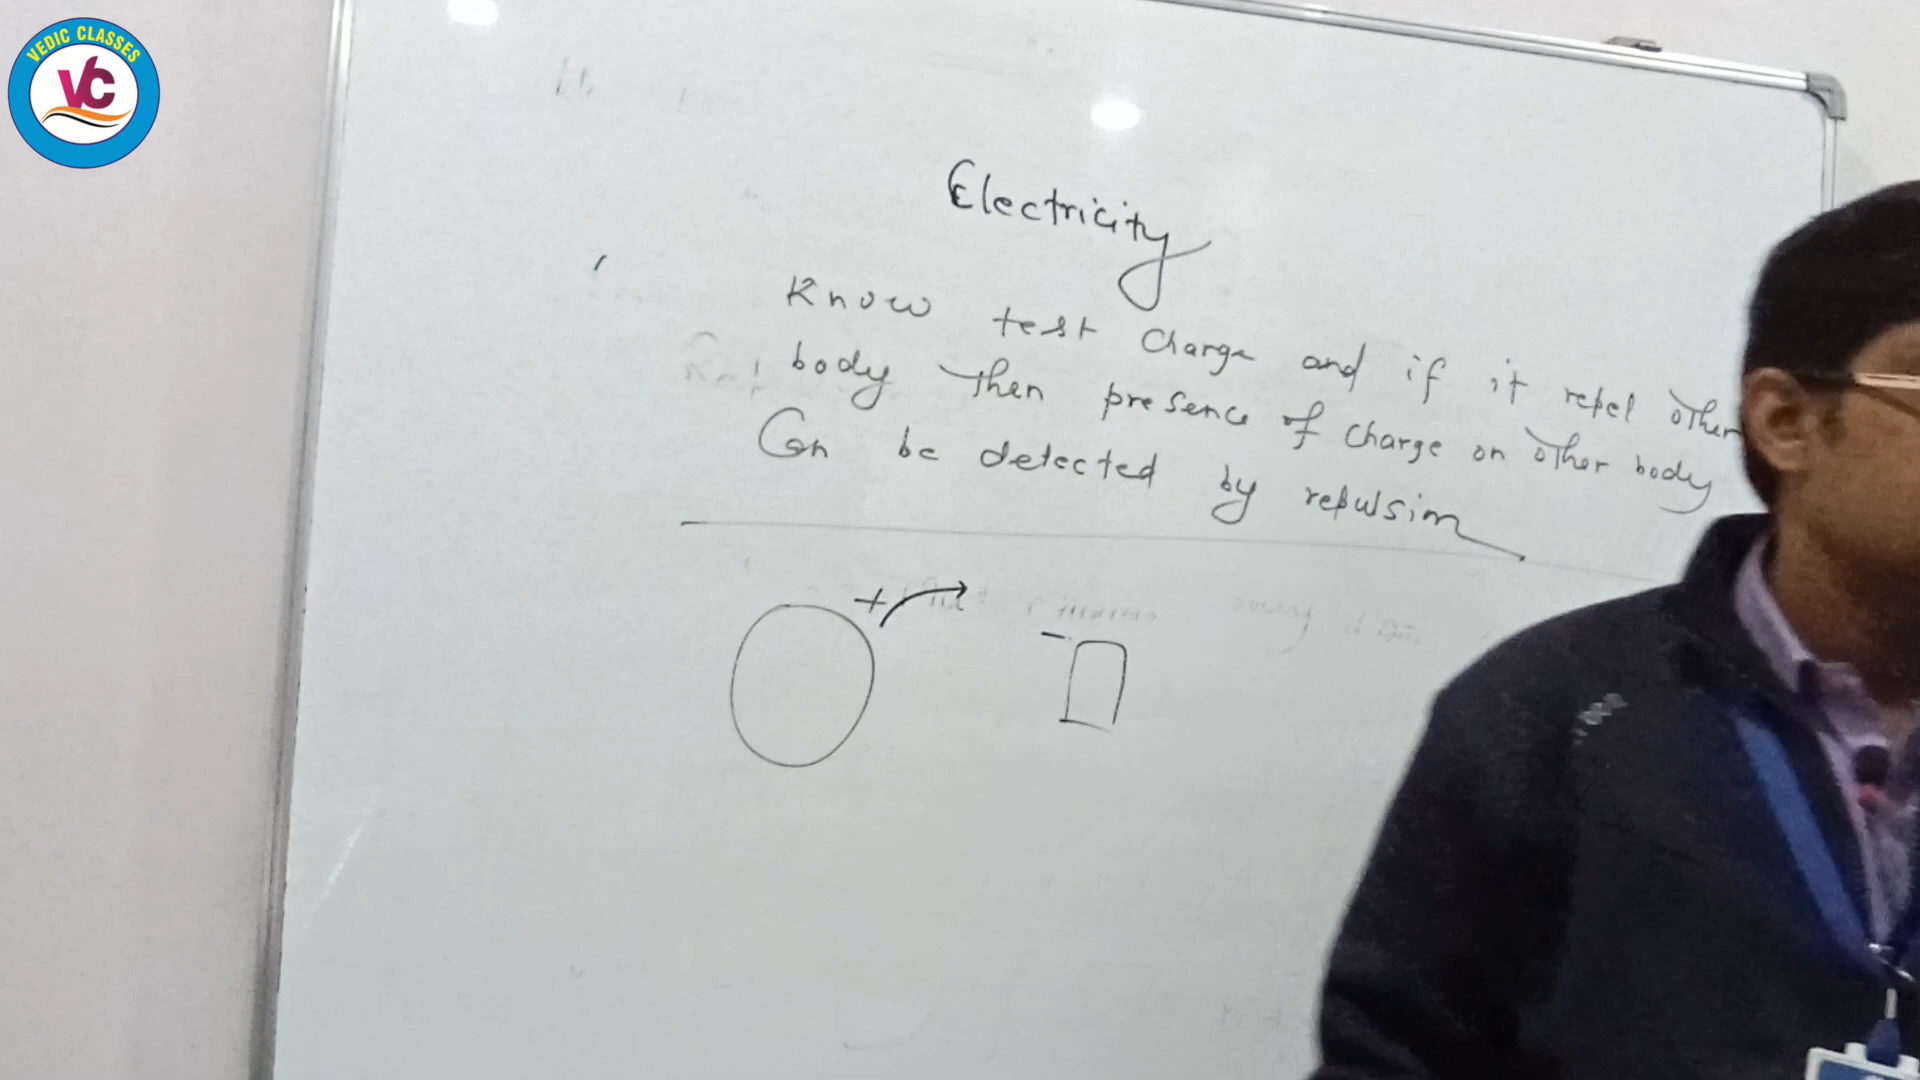 VEDIC CLASSES
VC
Electricity
Know test charge and if it repel other
body then presence of charge on other body
Can be detected by repulsion
+
-